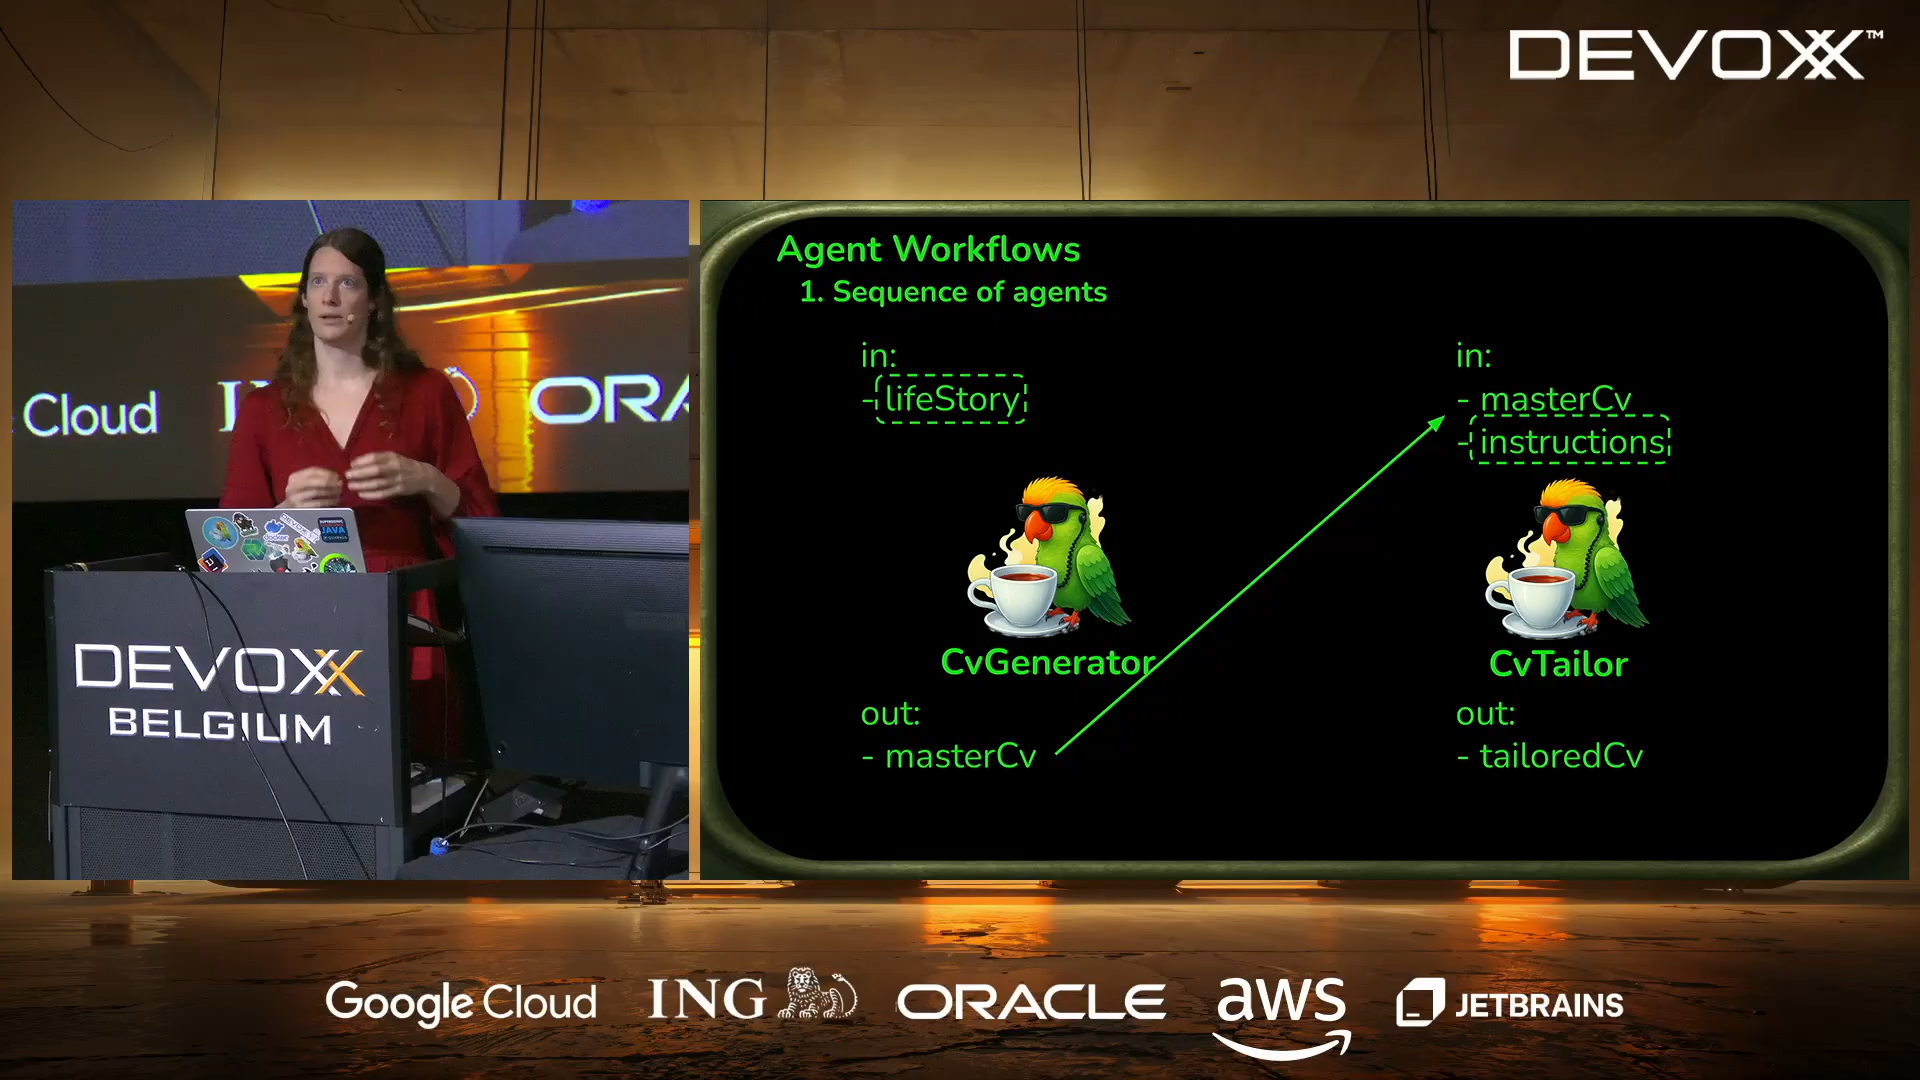 DEVOXX™
Cloud
ORA
JAVA
DEVOXX
BELGIUM
Agent Workflows
1. Sequence of agents
in:
- lifeStory
CvGenerator
out:
- masterCv
in:
- masterCv
- instructions
CvTailor
out:
- tailoredCv
Google Cloud
ING
ORACLE
aws
JETBRAINS